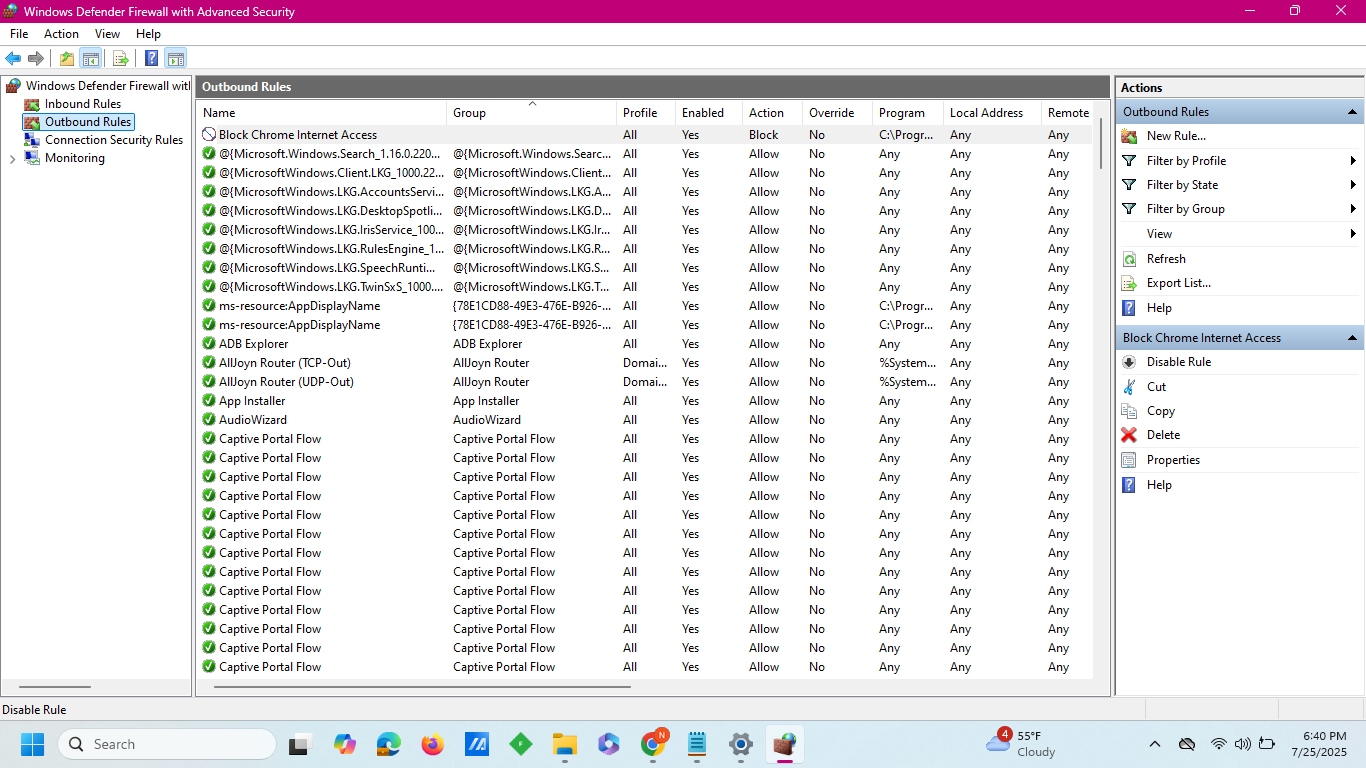 Windows Defender Firewall with Advanced Security
File Action View Help
Windows Defender Firewall with
Inbound Rules
Outbound Rules
Connection Security Rules
Monitoring
Outbound Rules
Name Group Profile Enabled Action Override Program Local Address Remote
Block Chrome Internet Access All Yes Block No C:\Progr... Any Any
@{Microsoft.Windows.Search_1.16.0.220... @{Microsoft.Windows.Searc... All Yes Allow No Any Any Any
@{MicrosoftWindows.Client.LKG_1000.22... @{MicrosoftWindows.Client... All Yes Allow No Any Any Any
@{MicrosoftWindows.LKG.AccountsServi... @{MicrosoftWindows.LKG.A... All Yes Allow No Any Any Any
@{MicrosoftWindows.LKG.DesktopSpotli... @{MicrosoftWindows.LKG.D... All Yes Allow No Any Any Any
@{MicrosoftWindows.LKG.IrisService_100... @{MicrosoftWindows.LKG.Ir... All Yes Allow No Any Any Any
@{MicrosoftWindows.LKG.RulesEngine_1... @{MicrosoftWindows.LKG.R... All Yes Allow No Any Any Any
@{MicrosoftWindows.LKG.SpeechRunti... @{MicrosoftWindows.LKG.S... All Yes Allow No Any Any Any
@{MicrosoftWindows.LKG.TwinSxS_1000.... @{MicrosoftWindows.LKG.T... All Yes Allow No Any Any Any
ms-resource:AppDisplayName {78E1CD88-49E3-476E-B926-... All Yes Allow No C:\Progr... Any Any
ms-resource:AppDisplayName {78E1CD88-49E3-476E-B926-... All Yes Allow No C:\Progr... Any Any
ADB Explorer ADB Explorer All Yes Allow No Any Any Any
AllJoyn Router (TCP-Out) AllJoyn Router Domai... Yes Allow No %System... Any Any
AllJoyn Router (UDP-Out) AllJoyn Router Domai... Yes Allow No %System... Any Any
App Installer App Installer All Yes Allow No Any Any Any
AudioWizard AudioWizard All Yes Allow No Any Any Any
Captive Portal Flow Captive Portal Flow All Yes Allow No Any Any Any
Captive Portal Flow Captive Portal Flow All Yes Allow No Any Any Any
Captive Portal Flow Captive Portal Flow All Yes Allow No Any Any Any
Captive Portal Flow Captive Portal Flow All Yes Allow No Any Any Any
Captive Portal Flow Captive Portal Flow All Yes Allow No Any Any Any
Captive Portal Flow Captive Portal Flow All Yes Allow No Any Any Any
Captive Portal Flow Captive Portal Flow All Yes Allow No Any Any Any
Captive Portal Flow Captive Portal Flow All Yes Allow No Any Any Any
Captive Portal Flow Captive Portal Flow All Yes Allow No Any Any Any
Captive Portal Flow Captive Portal Flow All Yes Allow No Any Any Any
Captive Portal Flow Captive Portal Flow All Yes Allow No Any Any Any
Captive Portal Flow Captive Portal Flow All Yes Allow No Any Any Any
Captive Portal Flow Captive Portal Flow All Yes Allow No Any Any Any
Actions
Outbound Rules
New Rule...
Filter by Profile
Filter by State
Filter by Group
View
Refresh
Export List...
Help
Block Chrome Internet Access
Disable Rule
Cut
Copy
Delete
Properties
Help
Disable Rule
Search
N
4
55°F
Cloudy
6:40 PM
7/25/2025